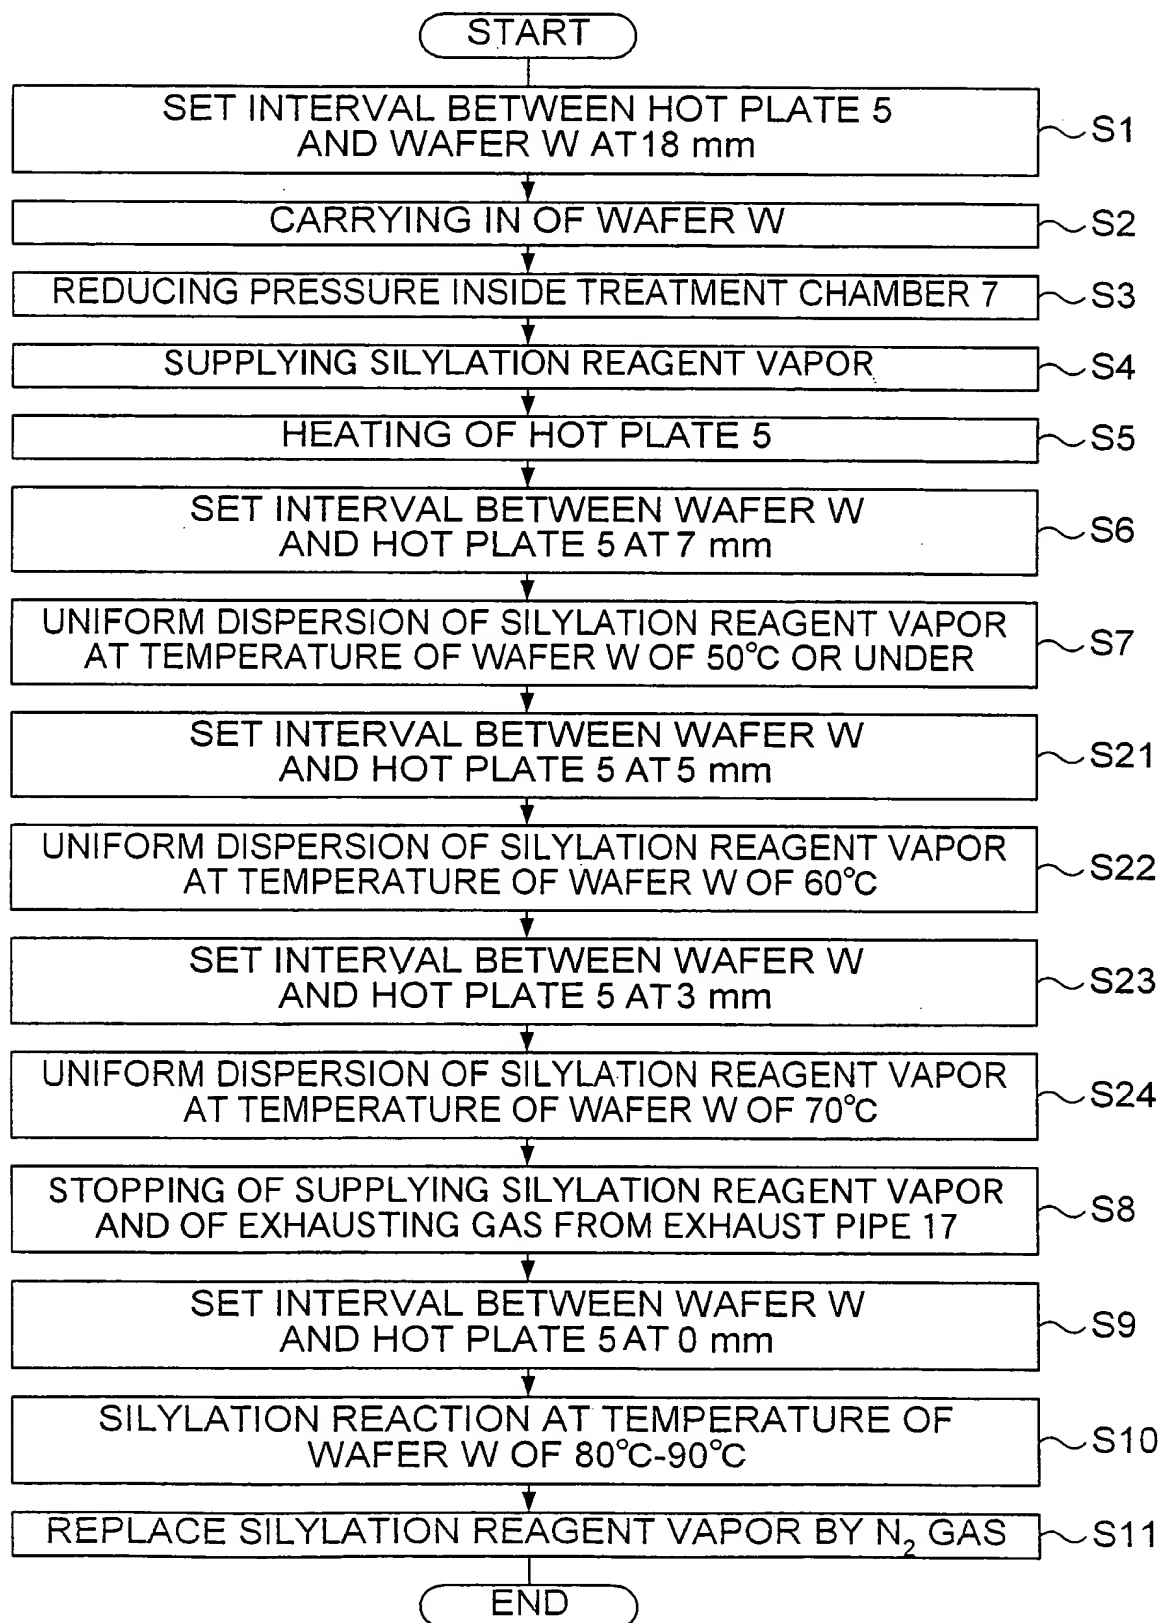 START
SET INTERVAL BETWEEN HOT PLATE 5
AND WAFER W AT 18 mm
S1
CARRYING IN OF WAFER W
S2
REDUCING PRESSURE INSIDE TREATMENT CHAMBER 7
S3
SUPPLYING SILYLATION REAGENT VAPOR
S4
HEATING OF HOT PLATE 5
S5
SET INTERVAL BETWEEN WAFER W
AND HOT PLATE 5 AT 7 mm
S6
UNIFORM DISPERSION OF SILYLATION REAGENT VAPOR
AT TEMPERATURE OF WAFER W OF 50°C OR UNDER
S7
SET INTERVAL BETWEEN WAFER W
AND HOT PLATE 5 AT 5 mm
S21
UNIFORM DISPERSION OF SILYLATION REAGENT VAPOR
AT TEMPERATURE OF WAFER W OF 60°C
S22
SET INTERVAL BETWEEN WAFER W
AND HOT PLATE 5 AT 3 mm
S23
UNIFORM DISPERSION OF SILYLATION REAGENT VAPOR
AT TEMPERATURE OF WAFER W OF 70°C
S24
STOPPING OF SUPPLYING SILYLATION REAGENT VAPOR
AND OF EXHAUSTING GAS FROM EXHAUST PIPE 17
S8
SET INTERVAL BETWEEN WAFER W
AND HOT PLATE 5 AT 0 mm
S9
SILYLATION REACTION AT TEMPERATURE OF
WAFER W OF 80°C-90°C
S10
REPLACE SILYLATION REAGENT VAPOR BY N₂ GAS
S11
END